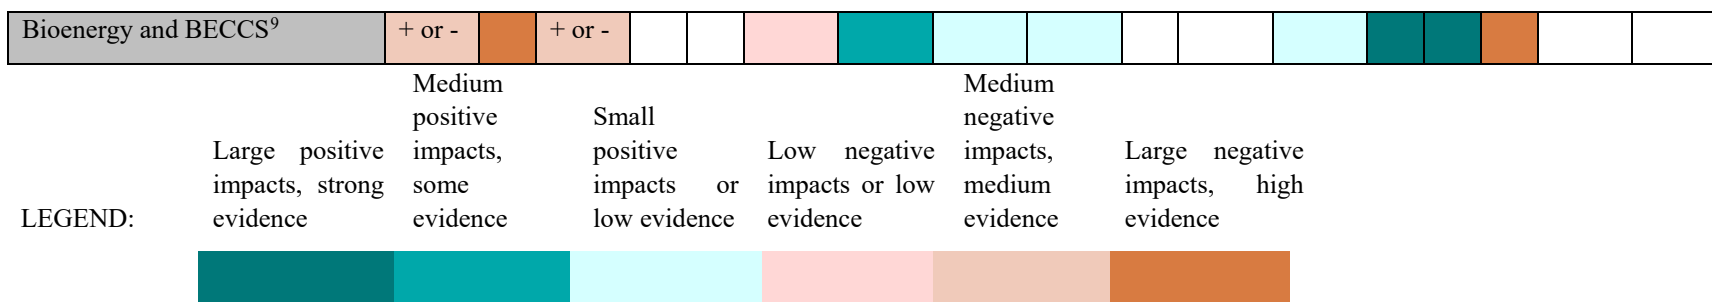 Bioenergy and BECCS⁹ + or - + or -
LEGEND:
Large positive
impacts, strong
evidence
Medium
positive
impacts,
some
evidence
Small
positive
impacts or
low evidence
Low negative
impacts or low
evidence
Medium
negative
impacts,
medium
evidence
Large negative
impacts, high
evidence